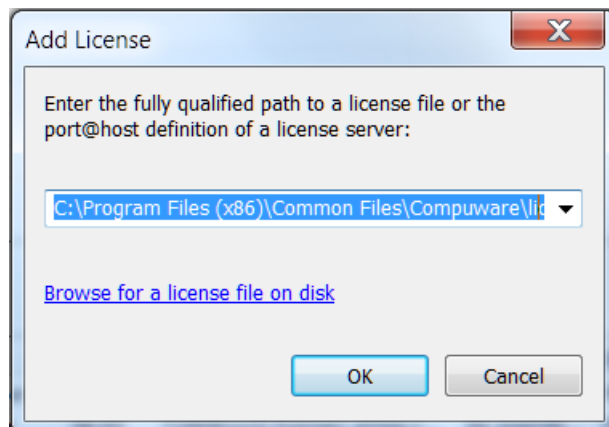 Add License
Enter the fully qualified path to a license file or the
port@host definition of a license server:
C:\Program Files (x86)\Common Files\Compuware\lic
Browse for a license file on disk
OK
Cancel